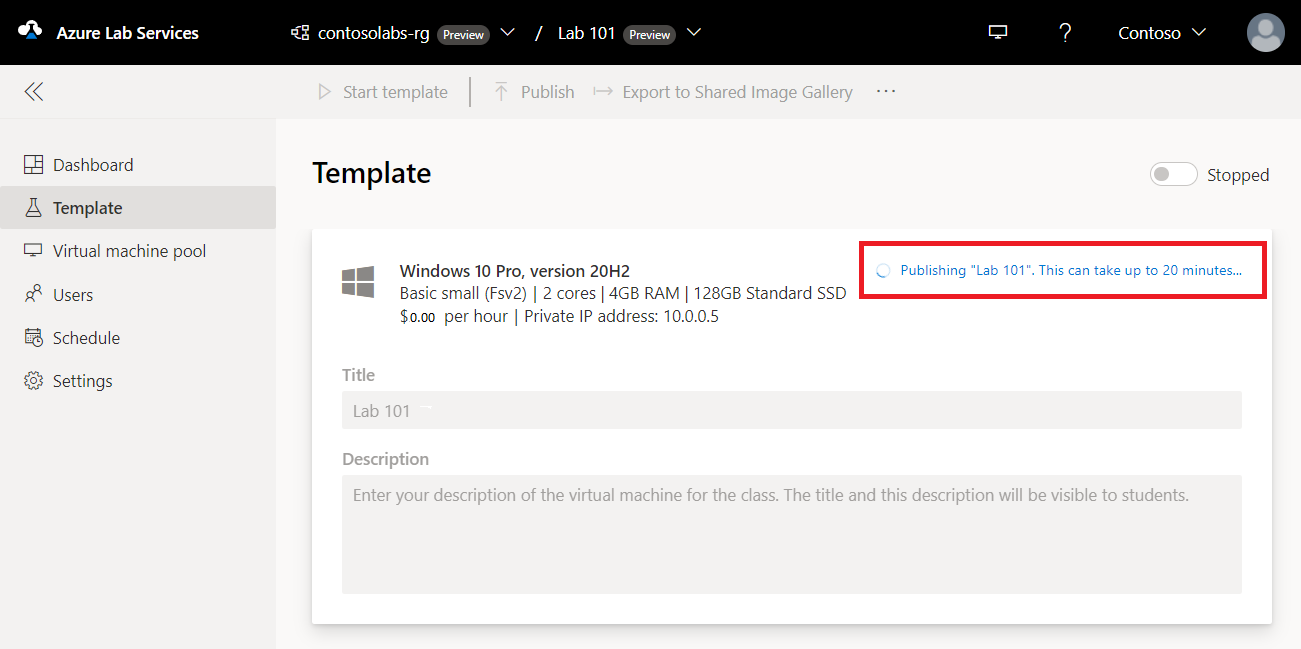 Azure Lab Services
contosolabs-rg Preview / Lab 101 Preview
? Contoso
Start template | Publish Export to Shared Image Gallery ...
Dashboard
Template
Virtual machine pool
Users
Schedule
Settings
Template
Stopped
Windows 10 Pro, version 20H2
Publishing "Lab 101". This can take up to 20 minutes...
Basic small (Fsv2) | 2 cores | 4GB RAM | 128GB Standard SSD
$0.00 per hour | Private IP address: 10.0.0.5
Title
Lab 101
Description
Enter your description of the virtual machine for the class. The title and this description will be visible to students.